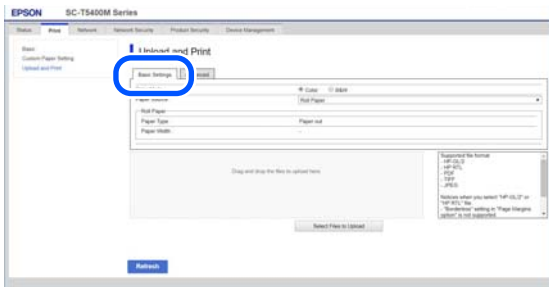 EPSON SC-T5400M Series
Status Print Network Network Security Product Security Device Management
Basic
Custom Paper Setting
Upload and Print
Upload and Print
Basic Settings
Color B&W
Paper Source Roll Paper
Roll Paper
Paper Type Paper out
Paper Width -
Drag and drop the files to upload here.
Supported file format
- HP-GL/2
- HP RTL
- PDF
- TIFF
- JPEG
Notices when you select "HP-GL/2" or
"HP RTL" file
- "Borderless" setting in "Page Margins
option" is not supported
Select Files to Upload
Refresh